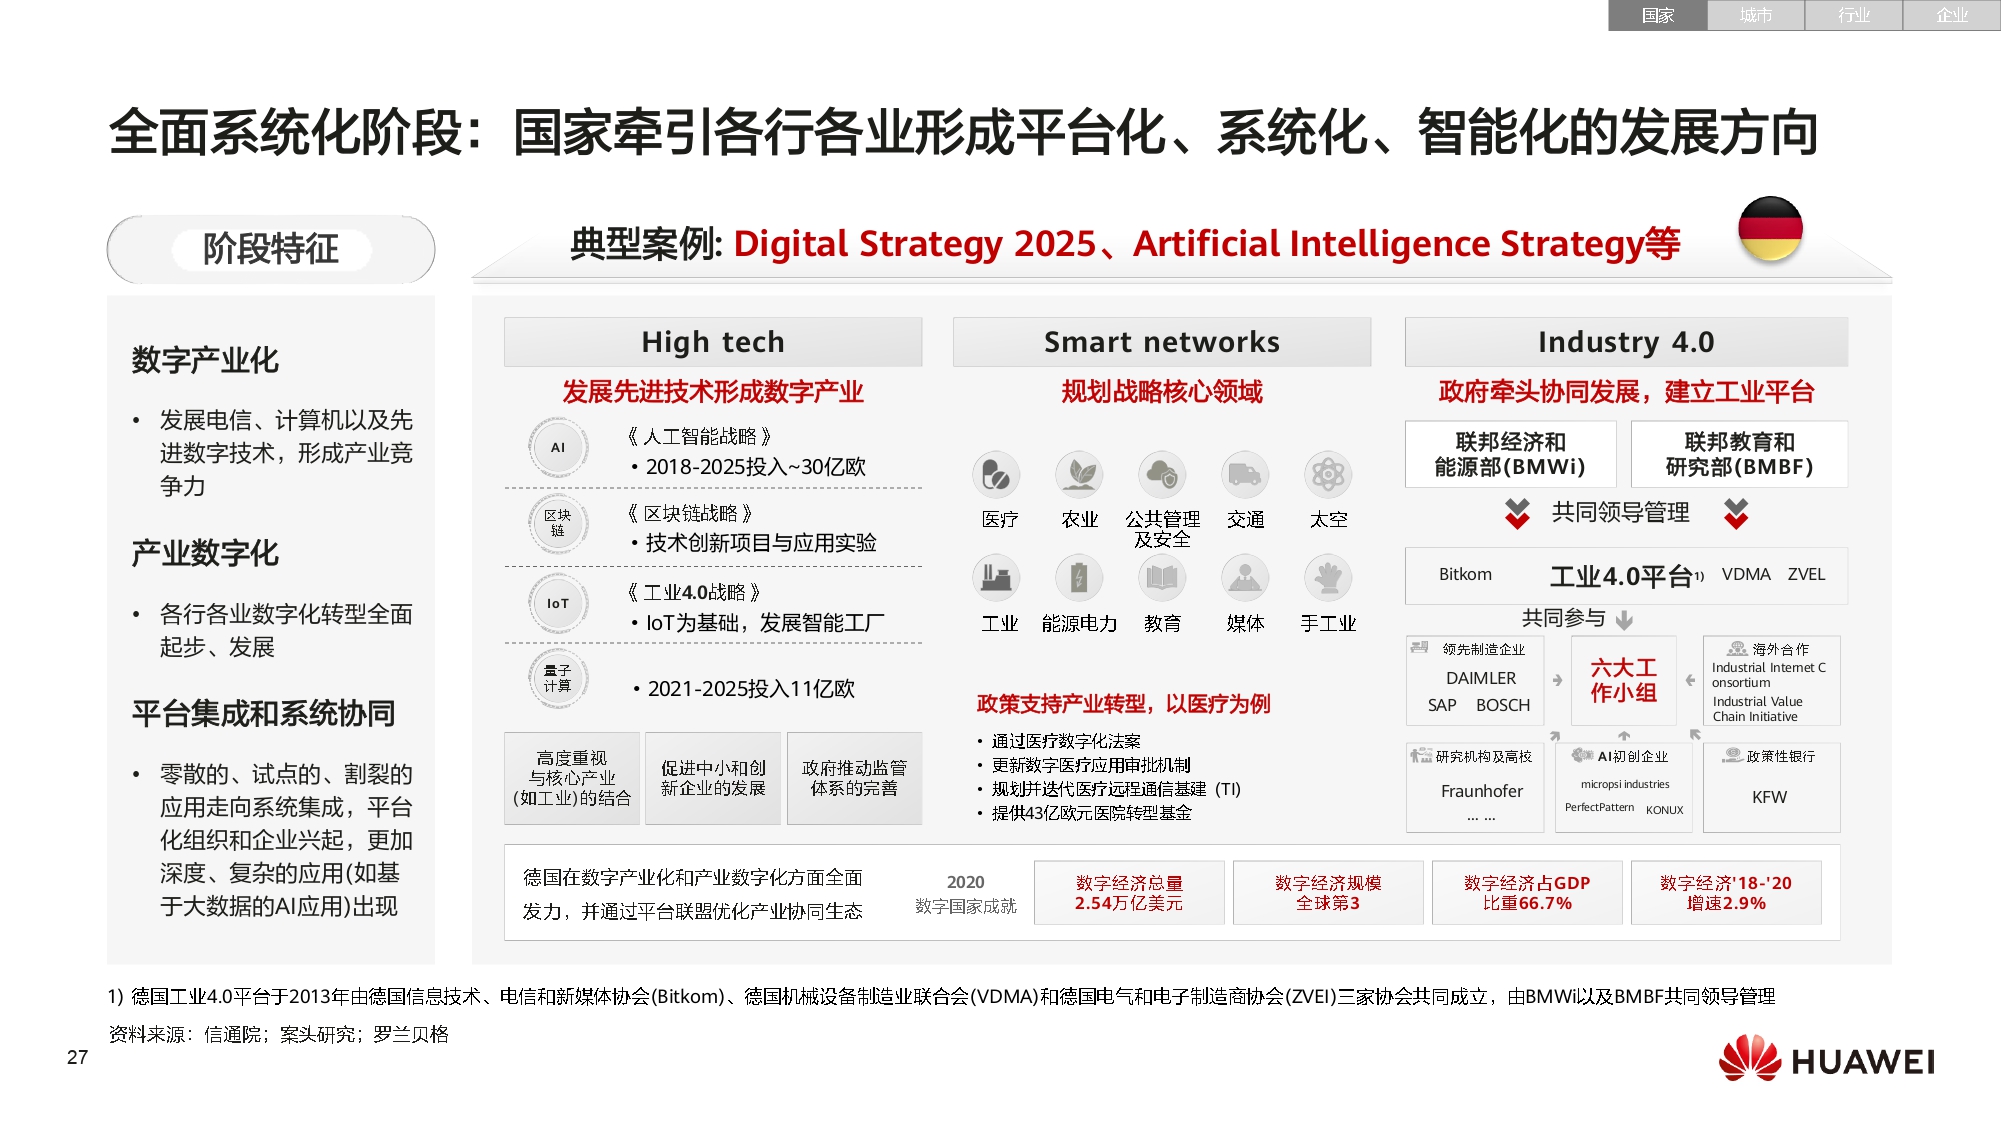 国家 城市 行业 企业
全面系统化阶段：国家牵引各行各业形成平台化、系统化、智能化的发展方向
阶段特征
数字产业化
• 发展电信、计算机以及先
进数字技术，形成产业竞
争力
产业数字化
• 各行各业数字化转型全面
起步、发展
平台集成和系统协同
• 零散的、试点的、割裂的
应用走向系统集成，平台
化组织和企业兴起，更加
深度、复杂的应用(如基
于大数据的AI应用)出现
典型案例: Digital Strategy 2025、Artificial Intelligence Strategy等
High tech
发展先进技术形成数字产业
AI
《人工智能战略》
• 2018-2025投入~30亿欧
区块
链
《区块链战略》
• 技术创新项目与应用实验
IoT
《工业4.0战略》
• IoT为基础，发展智能工厂
量子
计算
• 2021-2025投入11亿欧
高度重视
与核心产业
(如工业)的结合
促进中小和创
新企业的发展
政府推动监管
体系的完善
Smart networks
规划战略核心领域
医疗 农业 公共管理
及安全 交通 太空
工业 能源电力 教育 媒体 手工业
政策支持产业转型，以医疗为例
• 通过医疗数字化法案
• 更新数字医疗应用审批机制
• 规划并迭代医疗远程通信基建 (TI)
• 提供43亿欧元医院转型基金
Industry 4.0
政府牵头协同发展，建立工业平台
联邦经济和
能源部(BMWi)
联邦教育和
研究部(BMBF)
共同领导管理
Bitkom 工业4.0平台1) VDMA ZVEL
共同参与
领先制造企业
DAIMLER
SAP BOSCH
六大工
作小组
海外合作
Industrial Internet C
onsortium
Industrial Value
Chain Initiative
研究机构及高校
Fraunhofer
... ...
AI初创企业
micropsi industries
PerfectPattern KONUX
政策性银行
KFW
德国在数字产业化和产业数字化方面全面
发力，并通过平台联盟优化产业协同生态
2020
数字国家成就
数字经济总量
2.54万亿美元
数字经济规模
全球第3
数字经济占GDP
比重66.7%
数字经济'18-'20
增速2.9%
1) 德国工业4.0平台于2013年由德国信息技术、电信和新媒体协会(Bitkom)、德国机械设备制造业联合会(VDMA)和德国电气和电子制造商协会(ZVEI)三家协会共同成立，由BMWi以及BMBF共同领导管理
资料来源：信通院；案头研究；罗兰贝格
27
HUAWEI